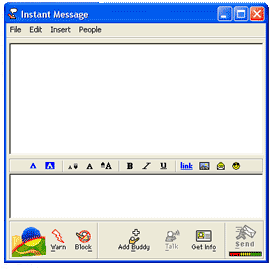 Instant Message
File Edit Insert People
A A A A A B I U link
Warn Block Add Buddy Talk Get Info Send